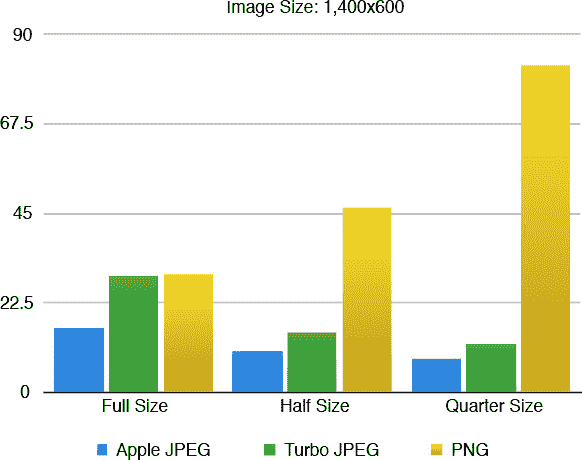 Image Size: 1,400x600
90
67.5
45
22.5
0
Full Size Half Size Quarter Size
Apple JPEG Turbo JPEG PNG